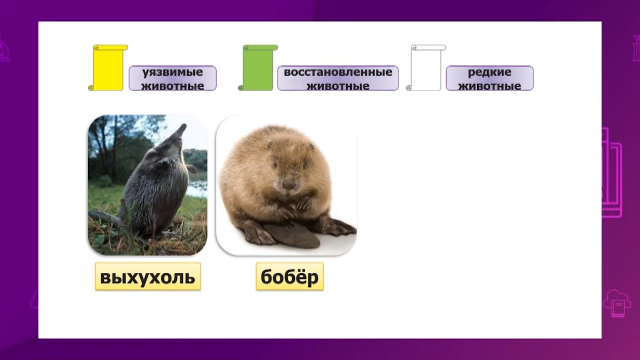 уязвимые
животные
восстановленные
животные
редкие
животные
выхухоль
бобёр